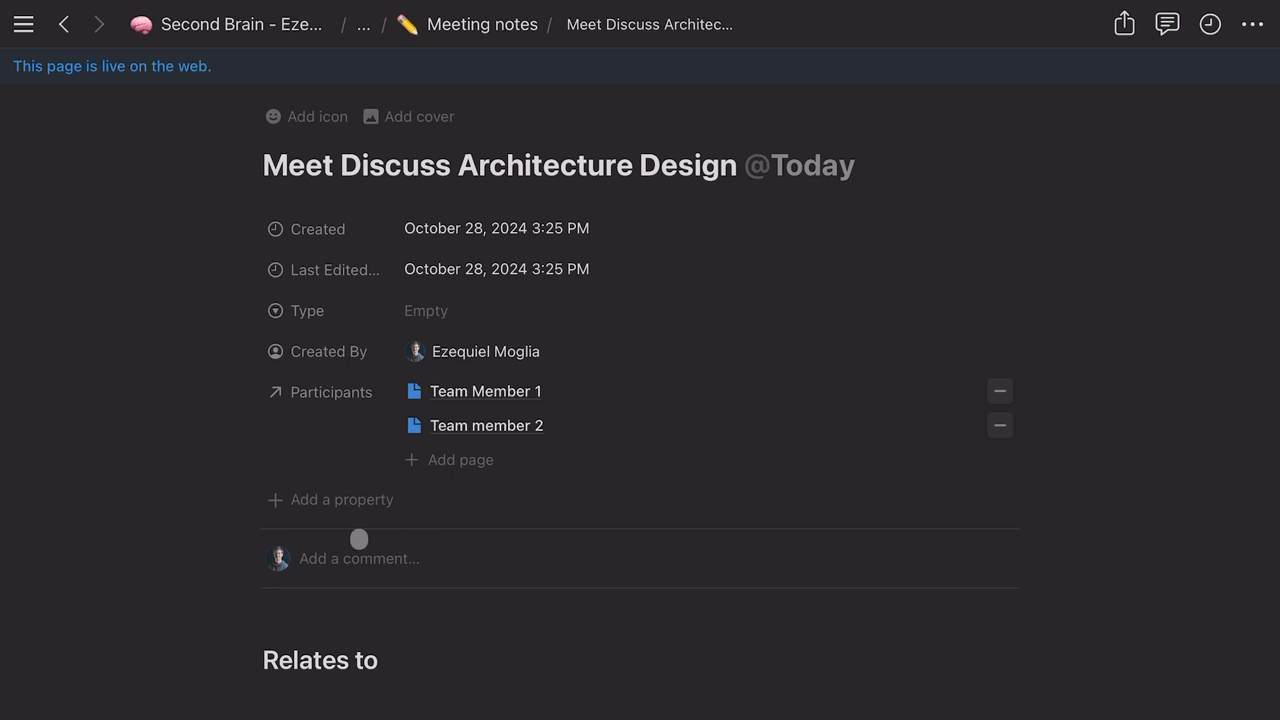 Second Brain - Eze... / ... / Meeting notes / Meet Discuss Architec...
This page is live on the web.
Add icon Add cover
Meet Discuss Architecture Design @Today
Created October 28, 2024 3:25 PM
Last Edited... October 28, 2024 3:25 PM
Type Empty
Created By Ezequiel Moglia
Participants Team Member 1
Team member 2
+ Add page
+ Add a property
Add a comment...
Relates to